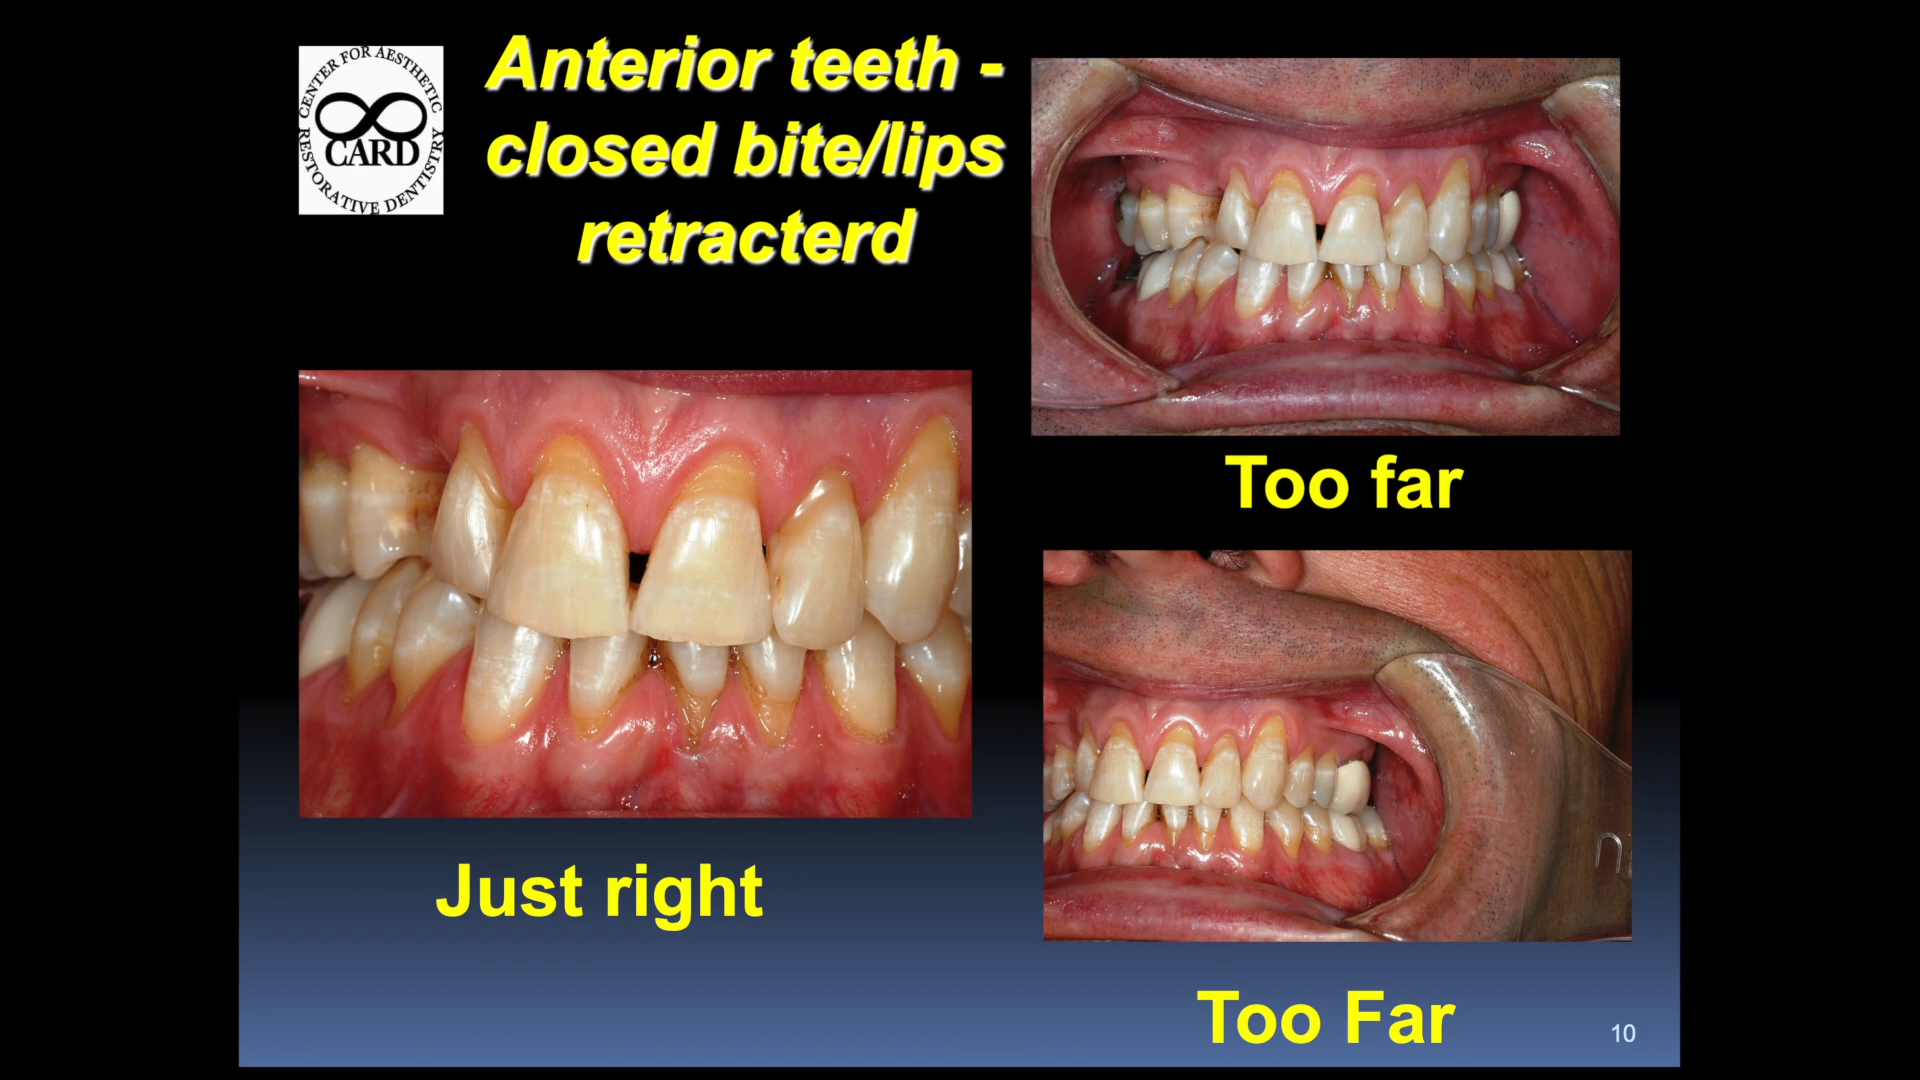 CENTER FOR AESTHETIC
RESTORATIVE DENTISTRY
CARD
Anterior teeth -
closed bite/lips
retracterd
Too far
Just right
Too Far
10